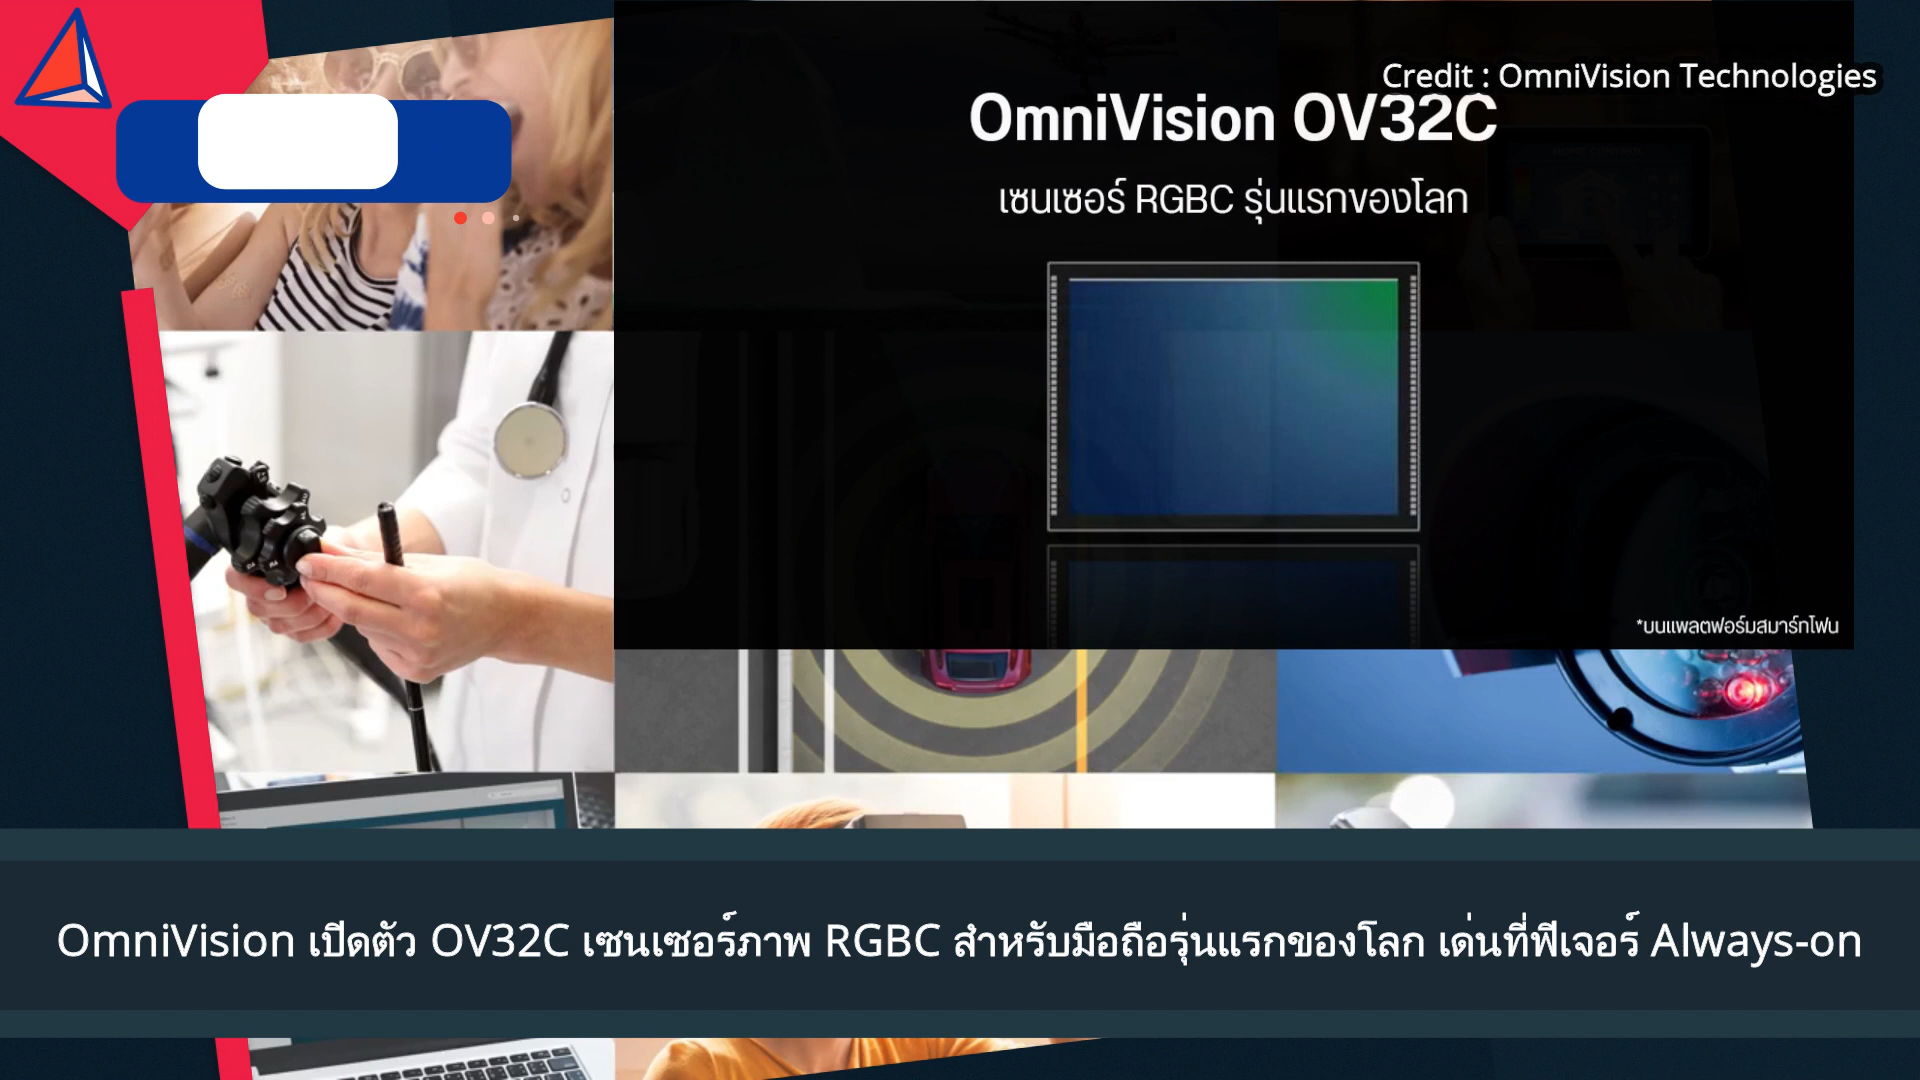 Credit : OmniVision Technologies
OmniVision OV32C
เซนเซอร์ RGBC รุ่นแรกของโลก
*บนแพลตฟอร์มสมาร์ทโฟน
OmniVision เปิดตัว OV32C เซนเซอร์ภาพ RGBC สำหรับมือถือรุ่นแรกของโลก เด่นที่ฟีเจอร์ Always-on